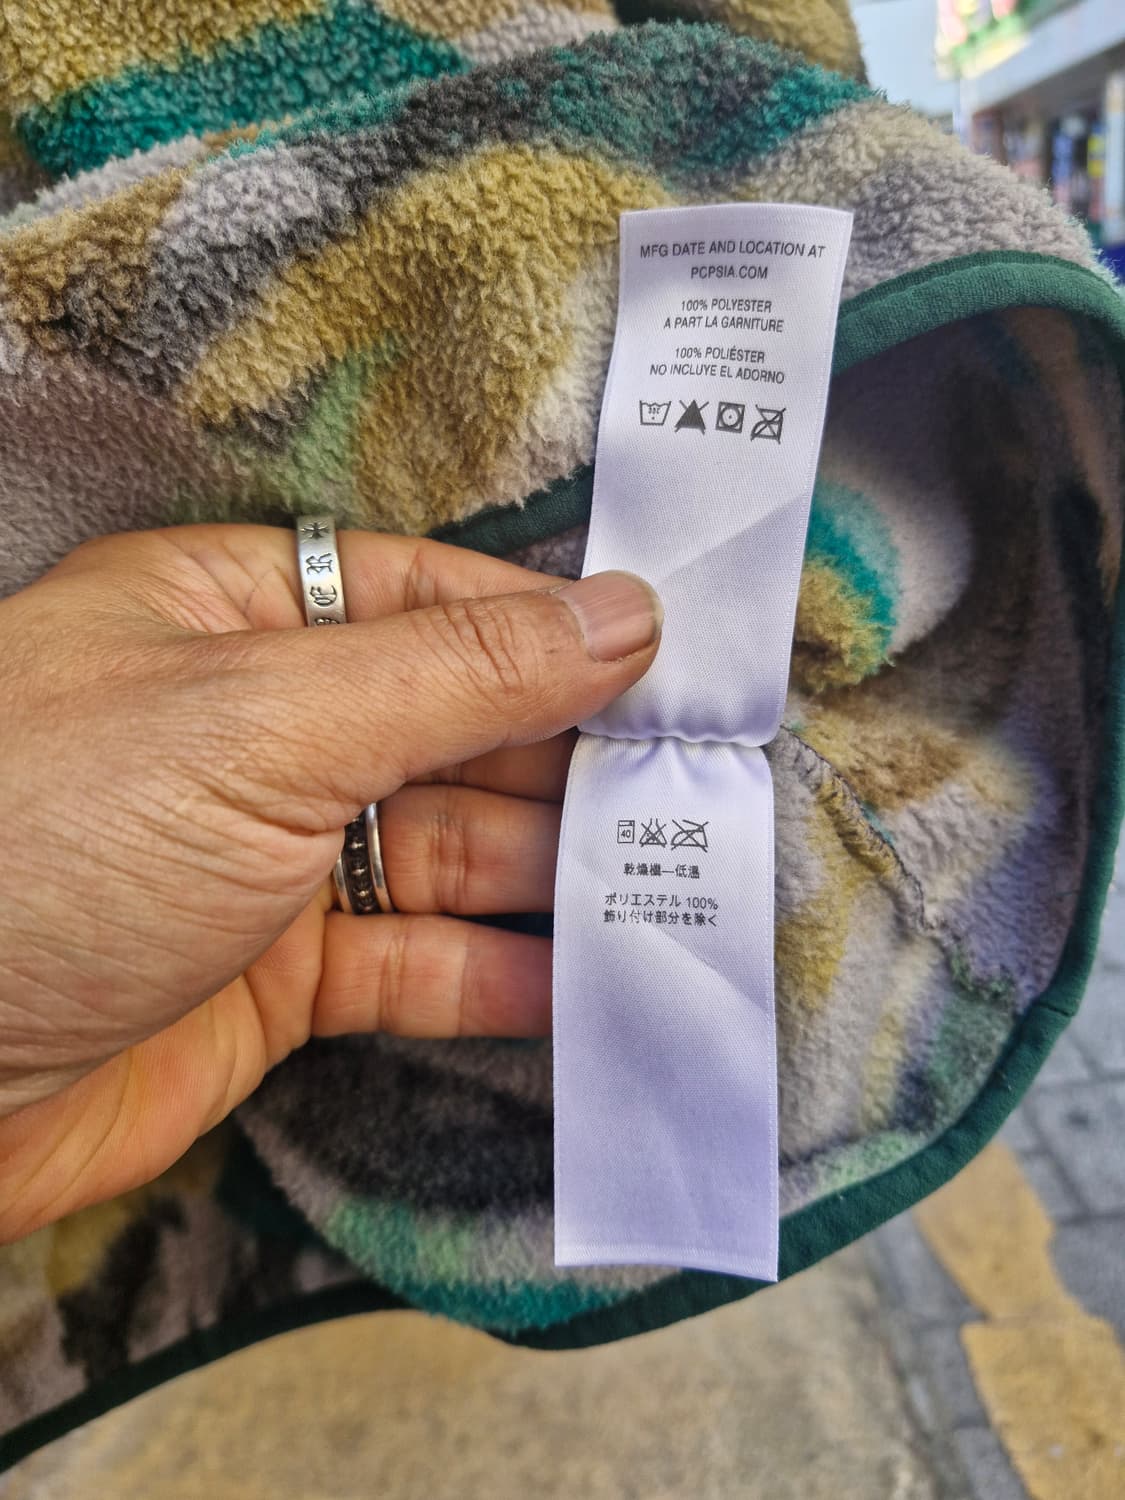 MFG DATE AND LOCATION AT
PCPSIA.COM
100% POLYESTER
A PART LA GARNITURE
100% POLIÉSTER
NO INCLUYE EL ADORNO
40
乾燥機—低温
ポリエステル 100%
飾り付け部分を除く